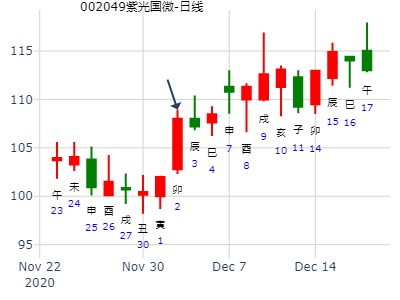 002049紫光国微-日线
115
110
105
100
95
午
23
未
24
申
25
酉
26
戌
27
丑
30
寅
1
卯
2
辰
3
巳
4
申
7
酉
8
戌
9
亥
10
子
11
卯
14
辰
15
巳
16
午
17
Nov 22
2020
Nov 30
Dec 7
Dec 14